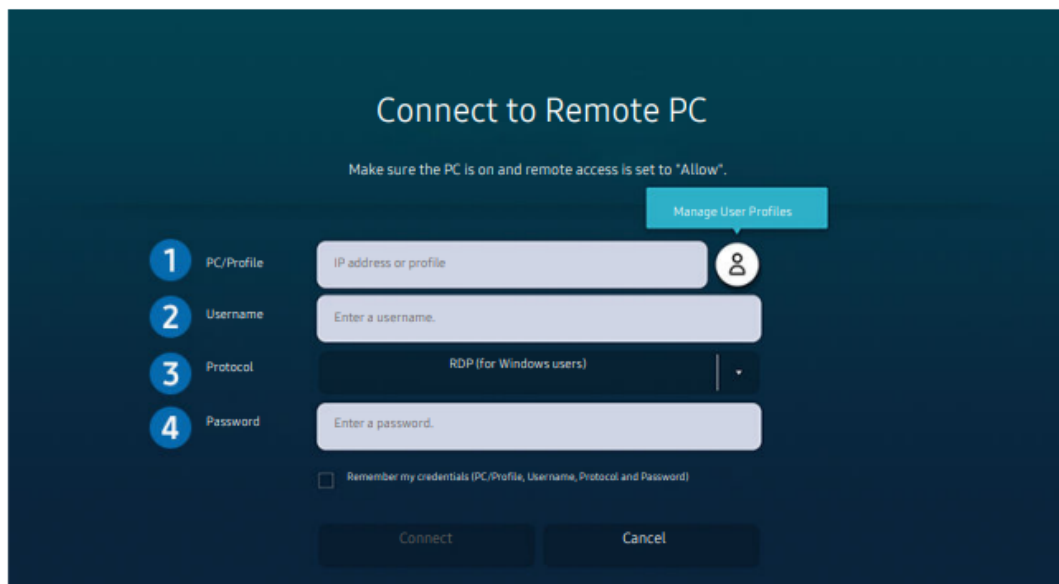 Connect to Remote PC
Make sure the PC is on and remote access is set to "Allow".
Manage User Profiles
1 PC/Profile IP address or profile
2 Username Enter a username.
3 Protocol RDP (for Windows users)
4 Password Enter a password.
Remember my credentials (PC/Profile, Username, Protocol and Password)
Connect Cancel